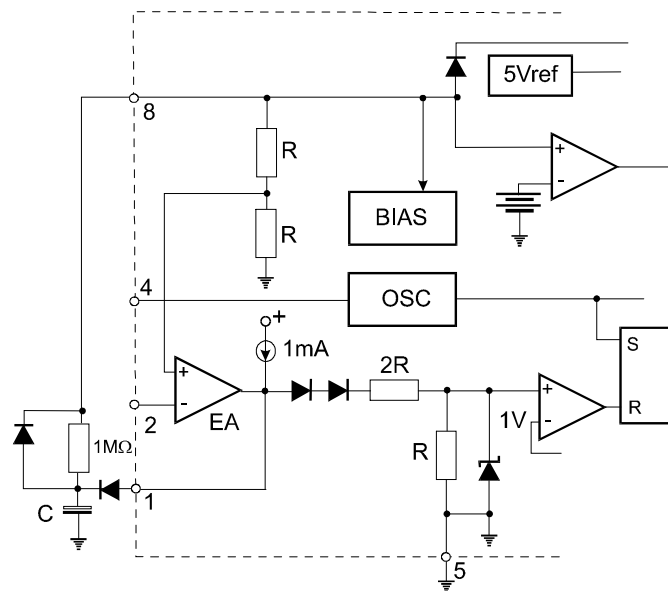 5Vref
8
R
+
-
R
BIAS
4
OSC
+
1mA
S
+
-
EA
2
2R
+
-
1V
R
1MΩ
R
1
C
5